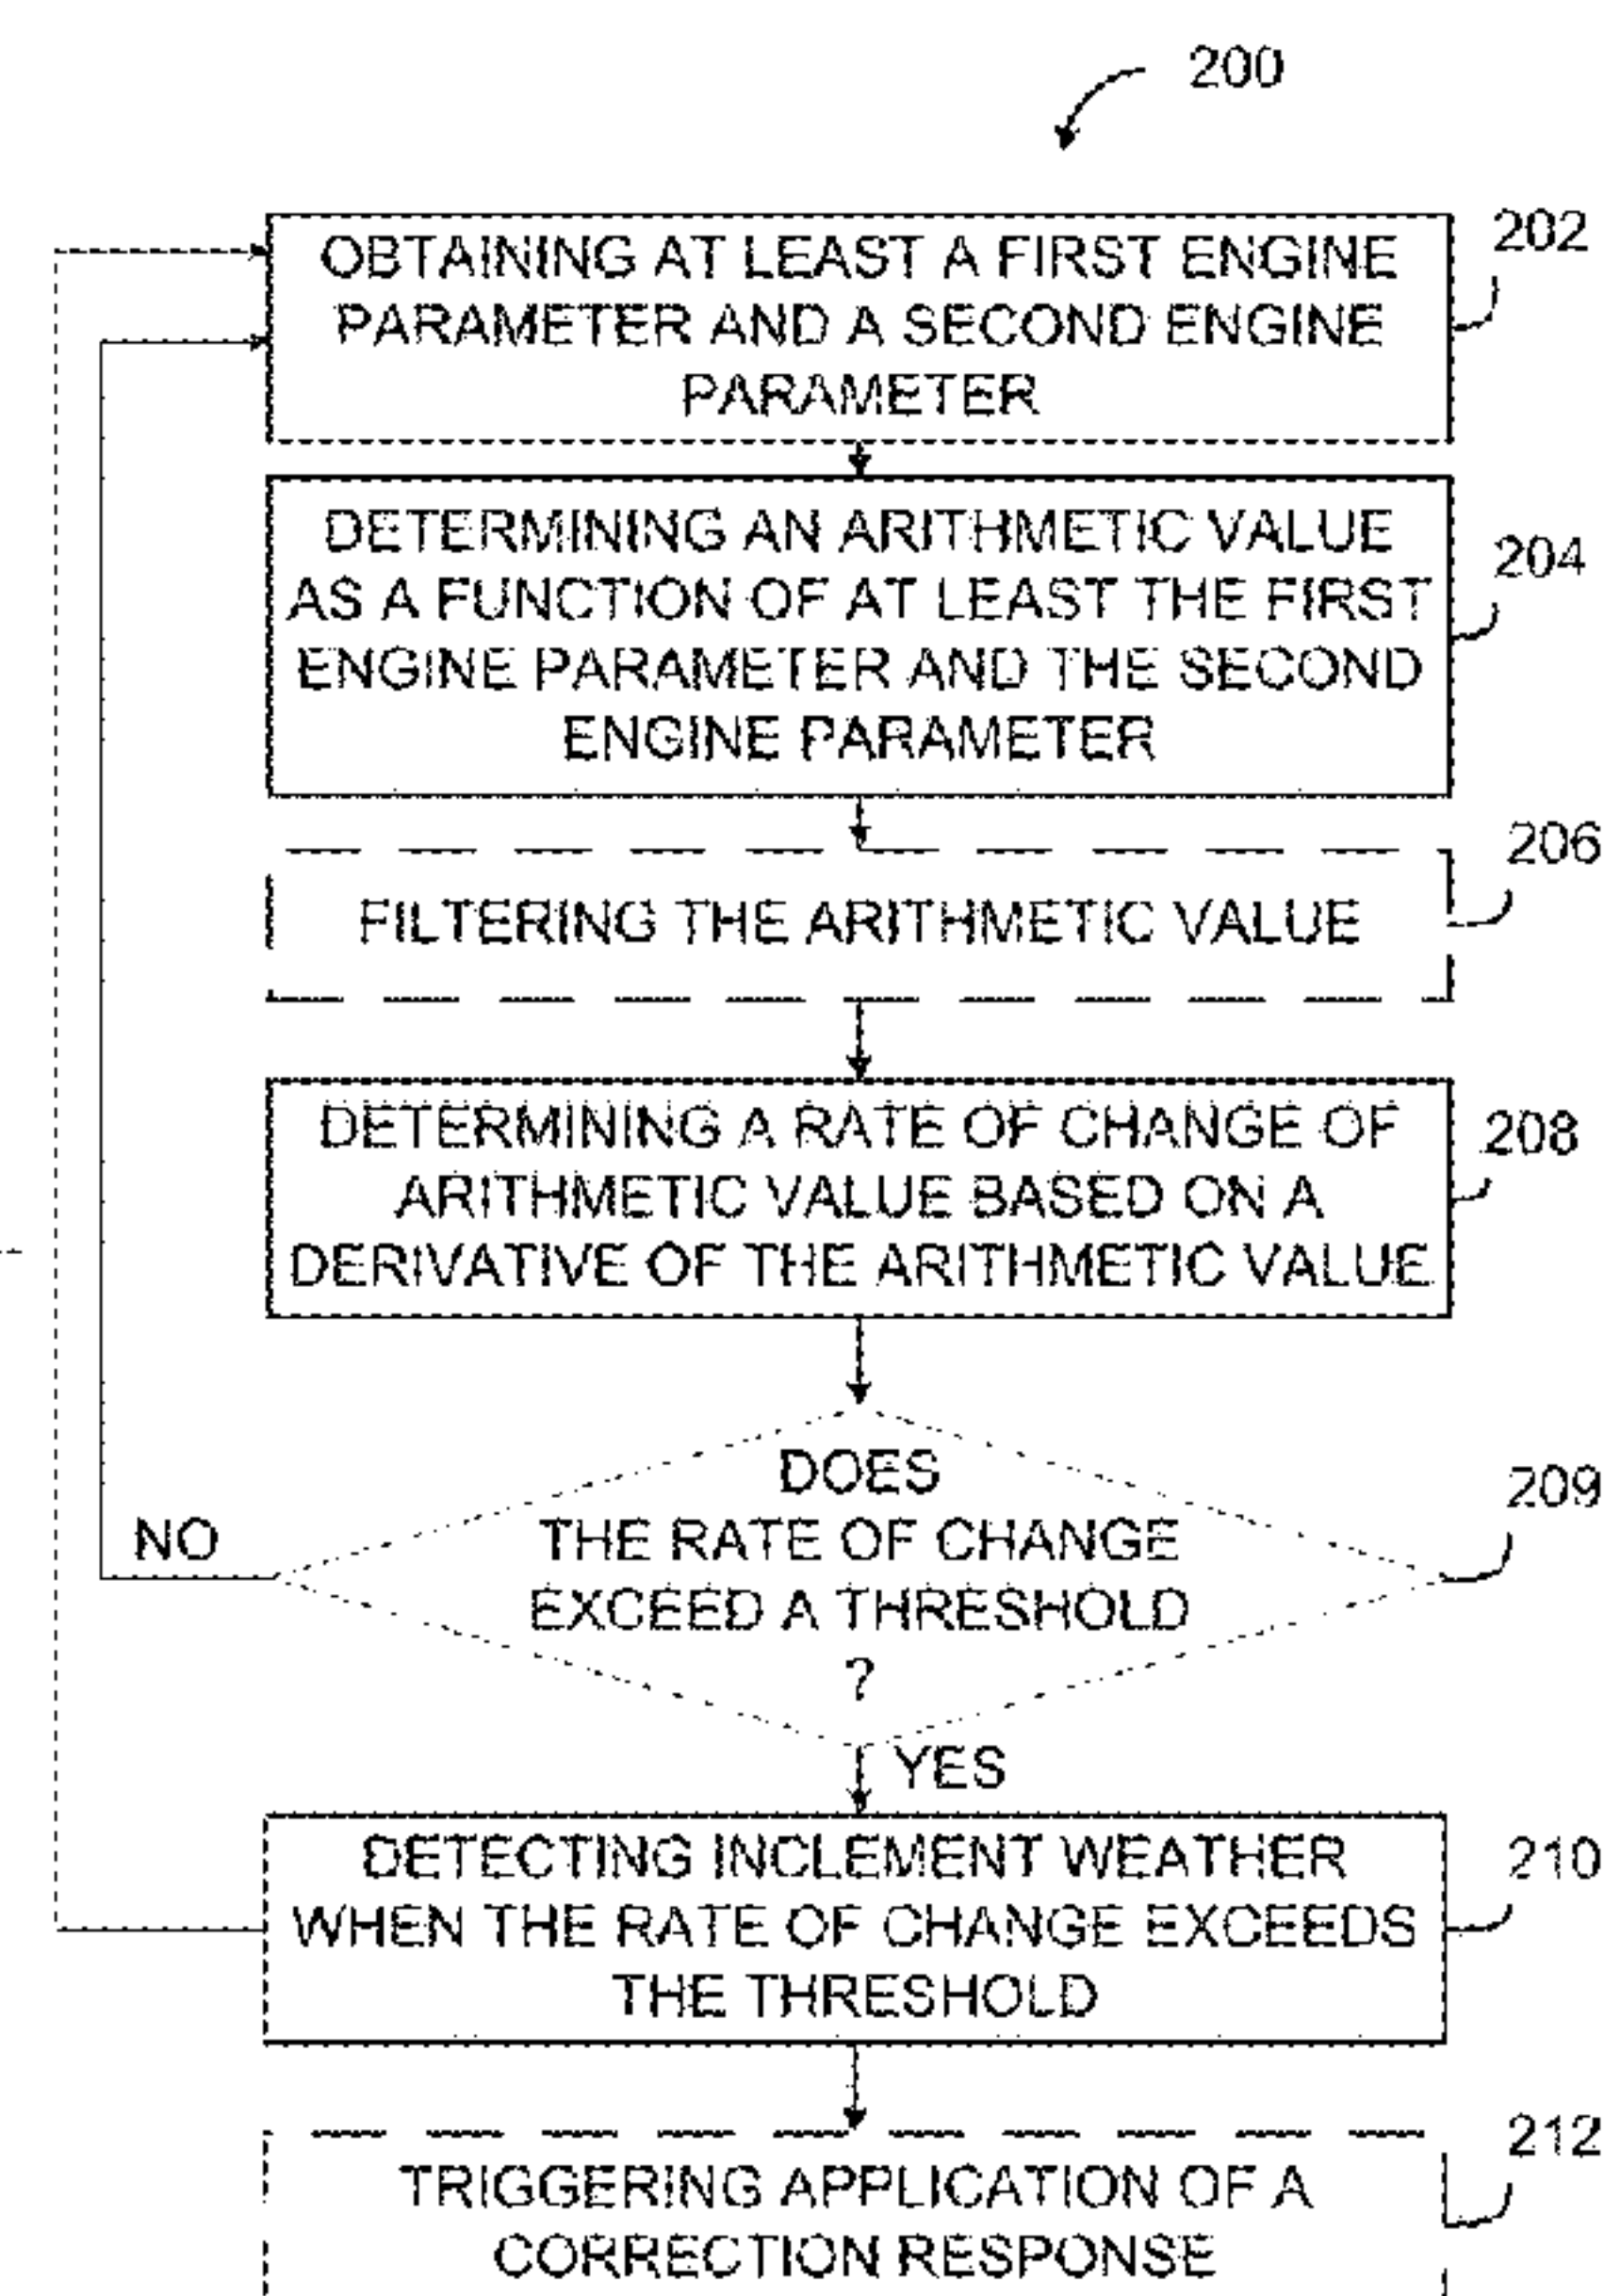 200
OBTAINING AT LEAST A FIRST ENGINE
PARAMETER AND A SECOND ENGINE
PARAMETER
202
DETERMINING AN ARITHMETIC VALUE
AS A FUNCTION OF AT LEAST THE FIRST
ENGINE PARAMETER AND THE SECOND
ENGINE PARAMETER
204
FILTERING THE ARITHMETIC VALUE
206
DETERMINING A RATE OF CHANGE OF
ARITHMETIC VALUE BASED ON A
DERIVATIVE OF THE ARITHMETIC VALUE
208
DOES
THE RATE OF CHANGE
EXCEED A THRESHOLD
?
209
NO
YES
DETECTING INCLEMENT WEATHER
WHEN THE RATE OF CHANGE EXCEEDS
THE THRESHOLD
210
TRIGGERING APPLICATION OF A
CORRECTION RESPONSE
212